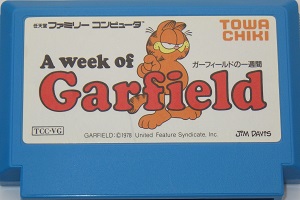 任天堂 ファミリー コンピュータ™
TOWA
CHIKI
A week of
ガーフィールドの一週間
Garfield
TCC-VG
GARFIELD:©1978 United Feature Syndicate, Inc.
JIM DAVIS